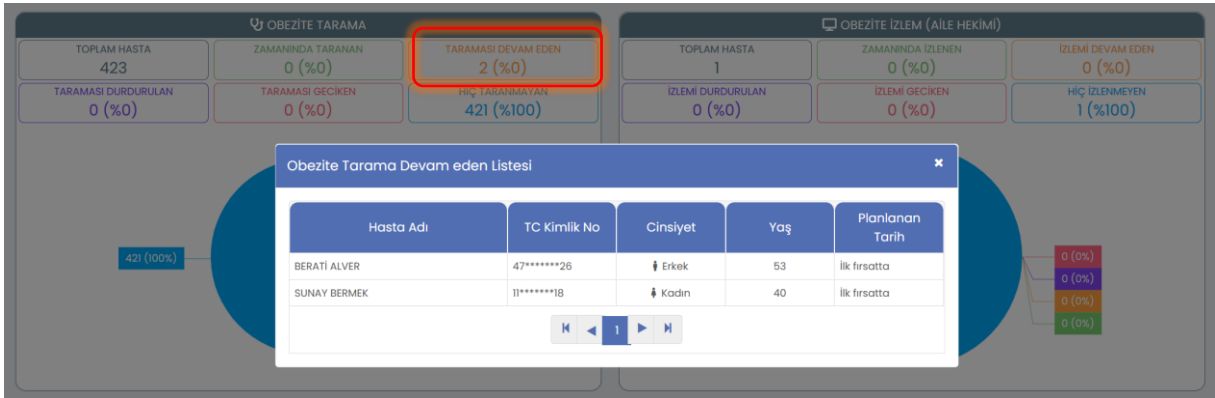 OBEZİTE TARAMA
TOPLAM HASTA
423
ZAMANINDA TARANAN
0 (%0)
TARAMASI DEVAM EDEN
2 (%0)
TARAMASI DURDURULAN
0 (%0)
TARAMASI GECİKEN
0 (%0)
HİÇ TARANMAYAN
421 (%100)
421 (100%)
OBEZİTE İZLEM (AİLE HEKİMİ)
TOPLAM HASTA
1
ZAMANINDA İZLENEN
0 (%0)
İZLEMİ DEVAM EDEN
0 (%0)
İZLEMİ DURDURULAN
0 (%0)
İZLEMİ GECİKEN
0 (%0)
HİÇ İZLENMEYEN
1 (%100)
0 (0%)
0 (0%)
0 (0%)
0 (0%)
Obezite Tarama Devam eden Listesi
Hasta Adı TC Kimlik No Cinsiyet Yaş Planlanan Tarih
BERATİ ALVER 47*******26 Erkek 53 İlk fırsatta
SUNAY BERMEK 11*******18 Kadın 40 İlk fırsatta
1